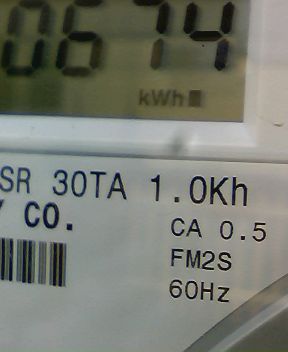 0674
kWh
SR 30TA 1.0Kh
Y CO.
CA 0.5
FM2S
60Hz